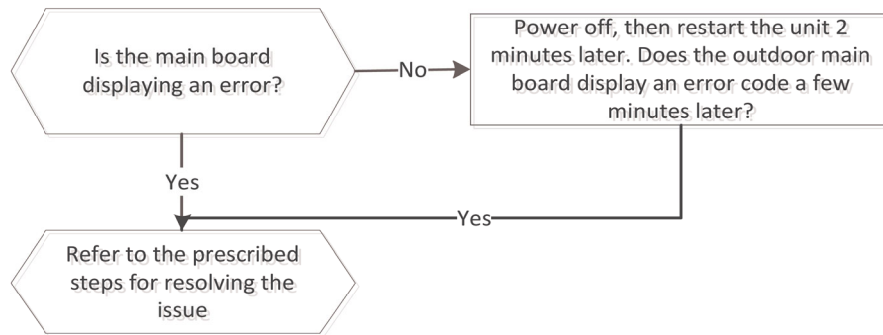 Is the main board
displaying an error?
No
Power off, then restart the unit 2
minutes later. Does the outdoor main
board display an error code a few
minutes later?
Yes
Yes
Refer to the prescribed
steps for resolving the
issue